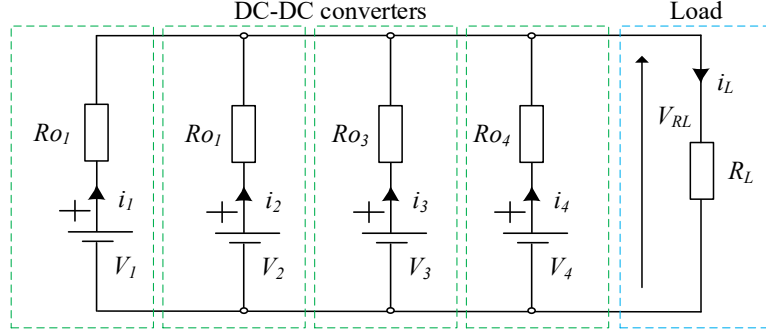 DC-DC converters
Load
Ro1
Ro1
Ro3
Ro4
iL
VRL
RL
i1
i2
i3
i4
+
+
+
+
V1
V2
V3
V4